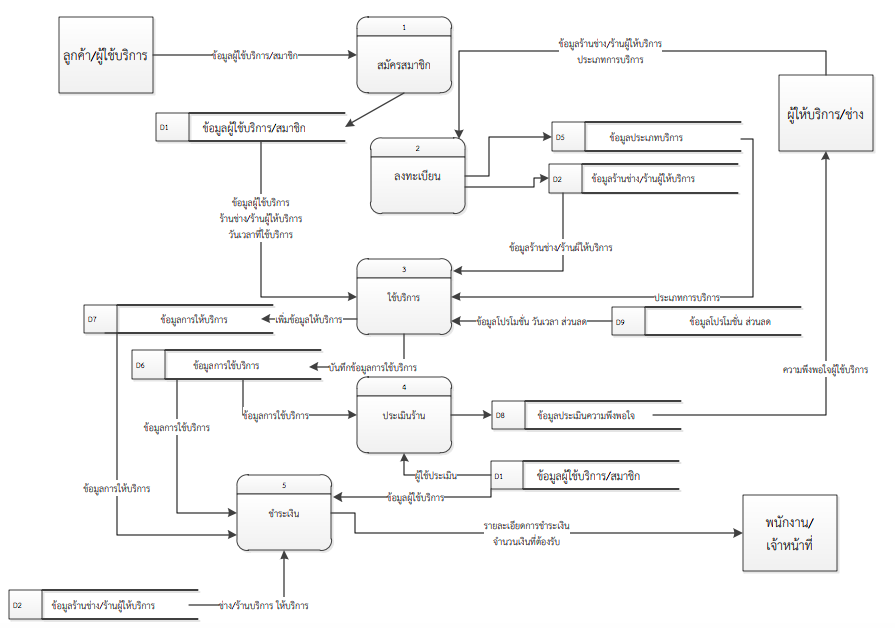 1
ลูกค้า/ผู้ใช้บริการ
ข้อมูลผู้ใช้บริการ/สมาชิก
สมัครสมาชิก
ข้อมูลร้านช่าง/ร้านผู้ให้บริการ
ประเภทการบริการ
ผู้ให้บริการ/ช่าง
D1
ข้อมูลผู้ใช้บริการ/สมาชิก
D5
ข้อมูลประเภทบริการ
2
ลงทะเบียน
D2
ข้อมูลร้านช่าง/ร้านผู้ให้บริการ
ข้อมูลผู้ใช้บริการ
ร้านช่าง/ร้านผู้ให้บริการ
วันเวลาที่ใช้บริการ
ข้อมูลร้านช่าง/ร้านผู้ให้บริการ
3
ใช้บริการ
ประเภทการบริการ
D7
ข้อมูลการให้บริการ
เพิ่มข้อมูลให้บริการ
ข้อมูลโปรโมชั่น วันเวลา ส่วนลด
D9
ข้อมูลโปรโมชั่น ส่วนลด
D6
ข้อมูลการใช้บริการ
บันทึกข้อมูลการใช้บริการ
ความพึงพอใจผู้ใช้บริการ
4
ประเมินร้าน
ข้อมูลการใช้บริการ
D8
ข้อมูลประเมินความพึงพอใจ
ข้อมูลการใช้บริการ
ผู้ใช้ประเมิน
D1
ข้อมูลผู้ใช้บริการ/สมาชิก
ข้อมูลการให้บริการ
5
ข้อมูลผู้ใช้บริการ
ชำระเงิน
รายละเอียดการชำระเงิน
จำนวนเงินที่ต้องรับ
พนักงาน/
เจ้าหน้าที่
D2
ข้อมูลร้านช่าง/ร้านผู้ให้บริการ
ช่าง/ร้านบริการ ให้บริการ